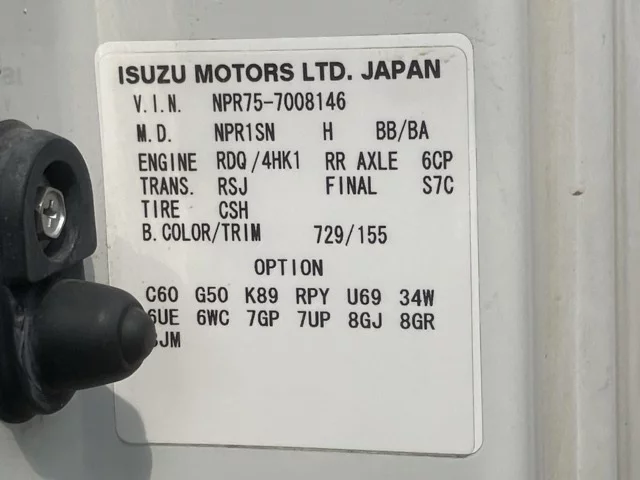 ISUZU MOTORS LTD. JAPAN
V.I.N. NPR75-7008146
M.D. NPR1SN H BB/BA
ENGINE RDQ/4HK1 RR AXLE 6CP
TRANS. RSJ FINAL S7C
TIRE CSH
B.COLOR/TRIM 729/155
OPTION
C60 G50 K89 RPY U69 34W
6UE 6WC 7GP 7UP 8GJ 8GR